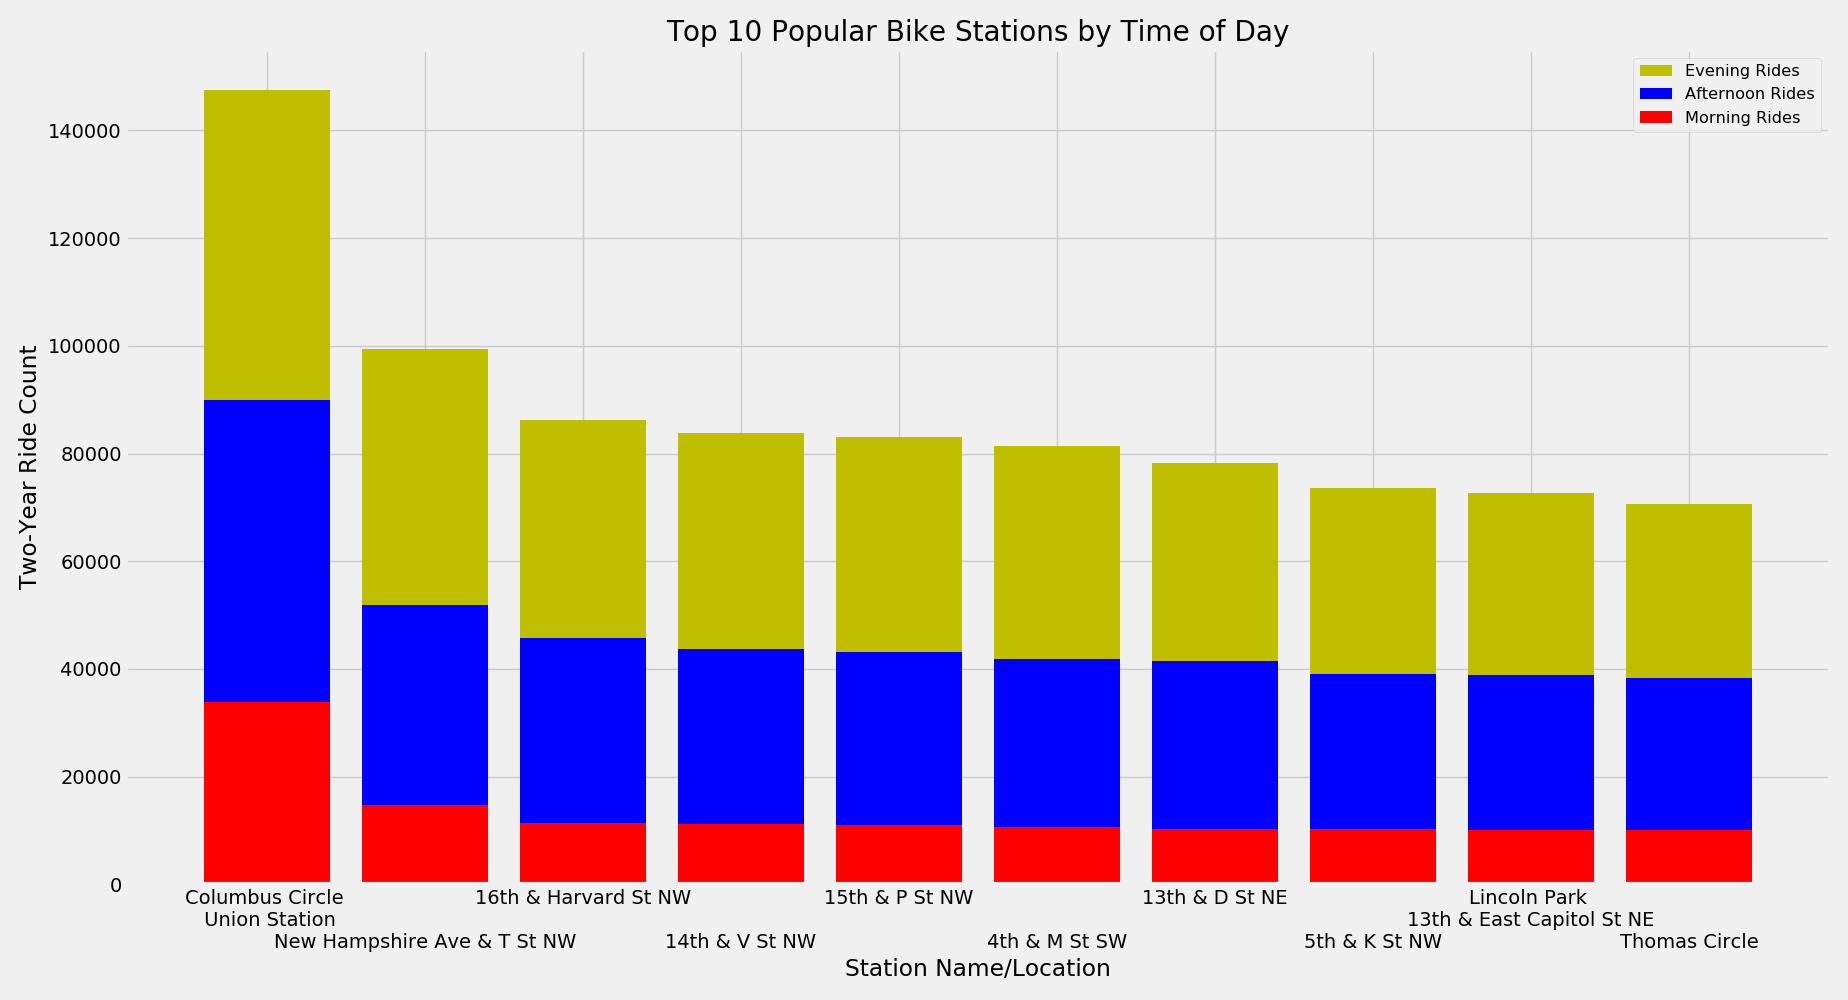 Top 10 Popular Bike Stations by Time of Day
Evening Rides
Afternoon Rides
Morning Rides
Two-Year Ride Count
140000
120000
100000
80000
60000
40000
20000
0
Columbus Circle
Union Station
New Hampshire Ave & T St NW
16th & Harvard St NW
14th & V St NW
15th & P St NW
4th & M St SW
13th & D St NE
5th & K St NW
Lincoln Park
13th & East Capitol St NE
Thomas Circle
Station Name/Location